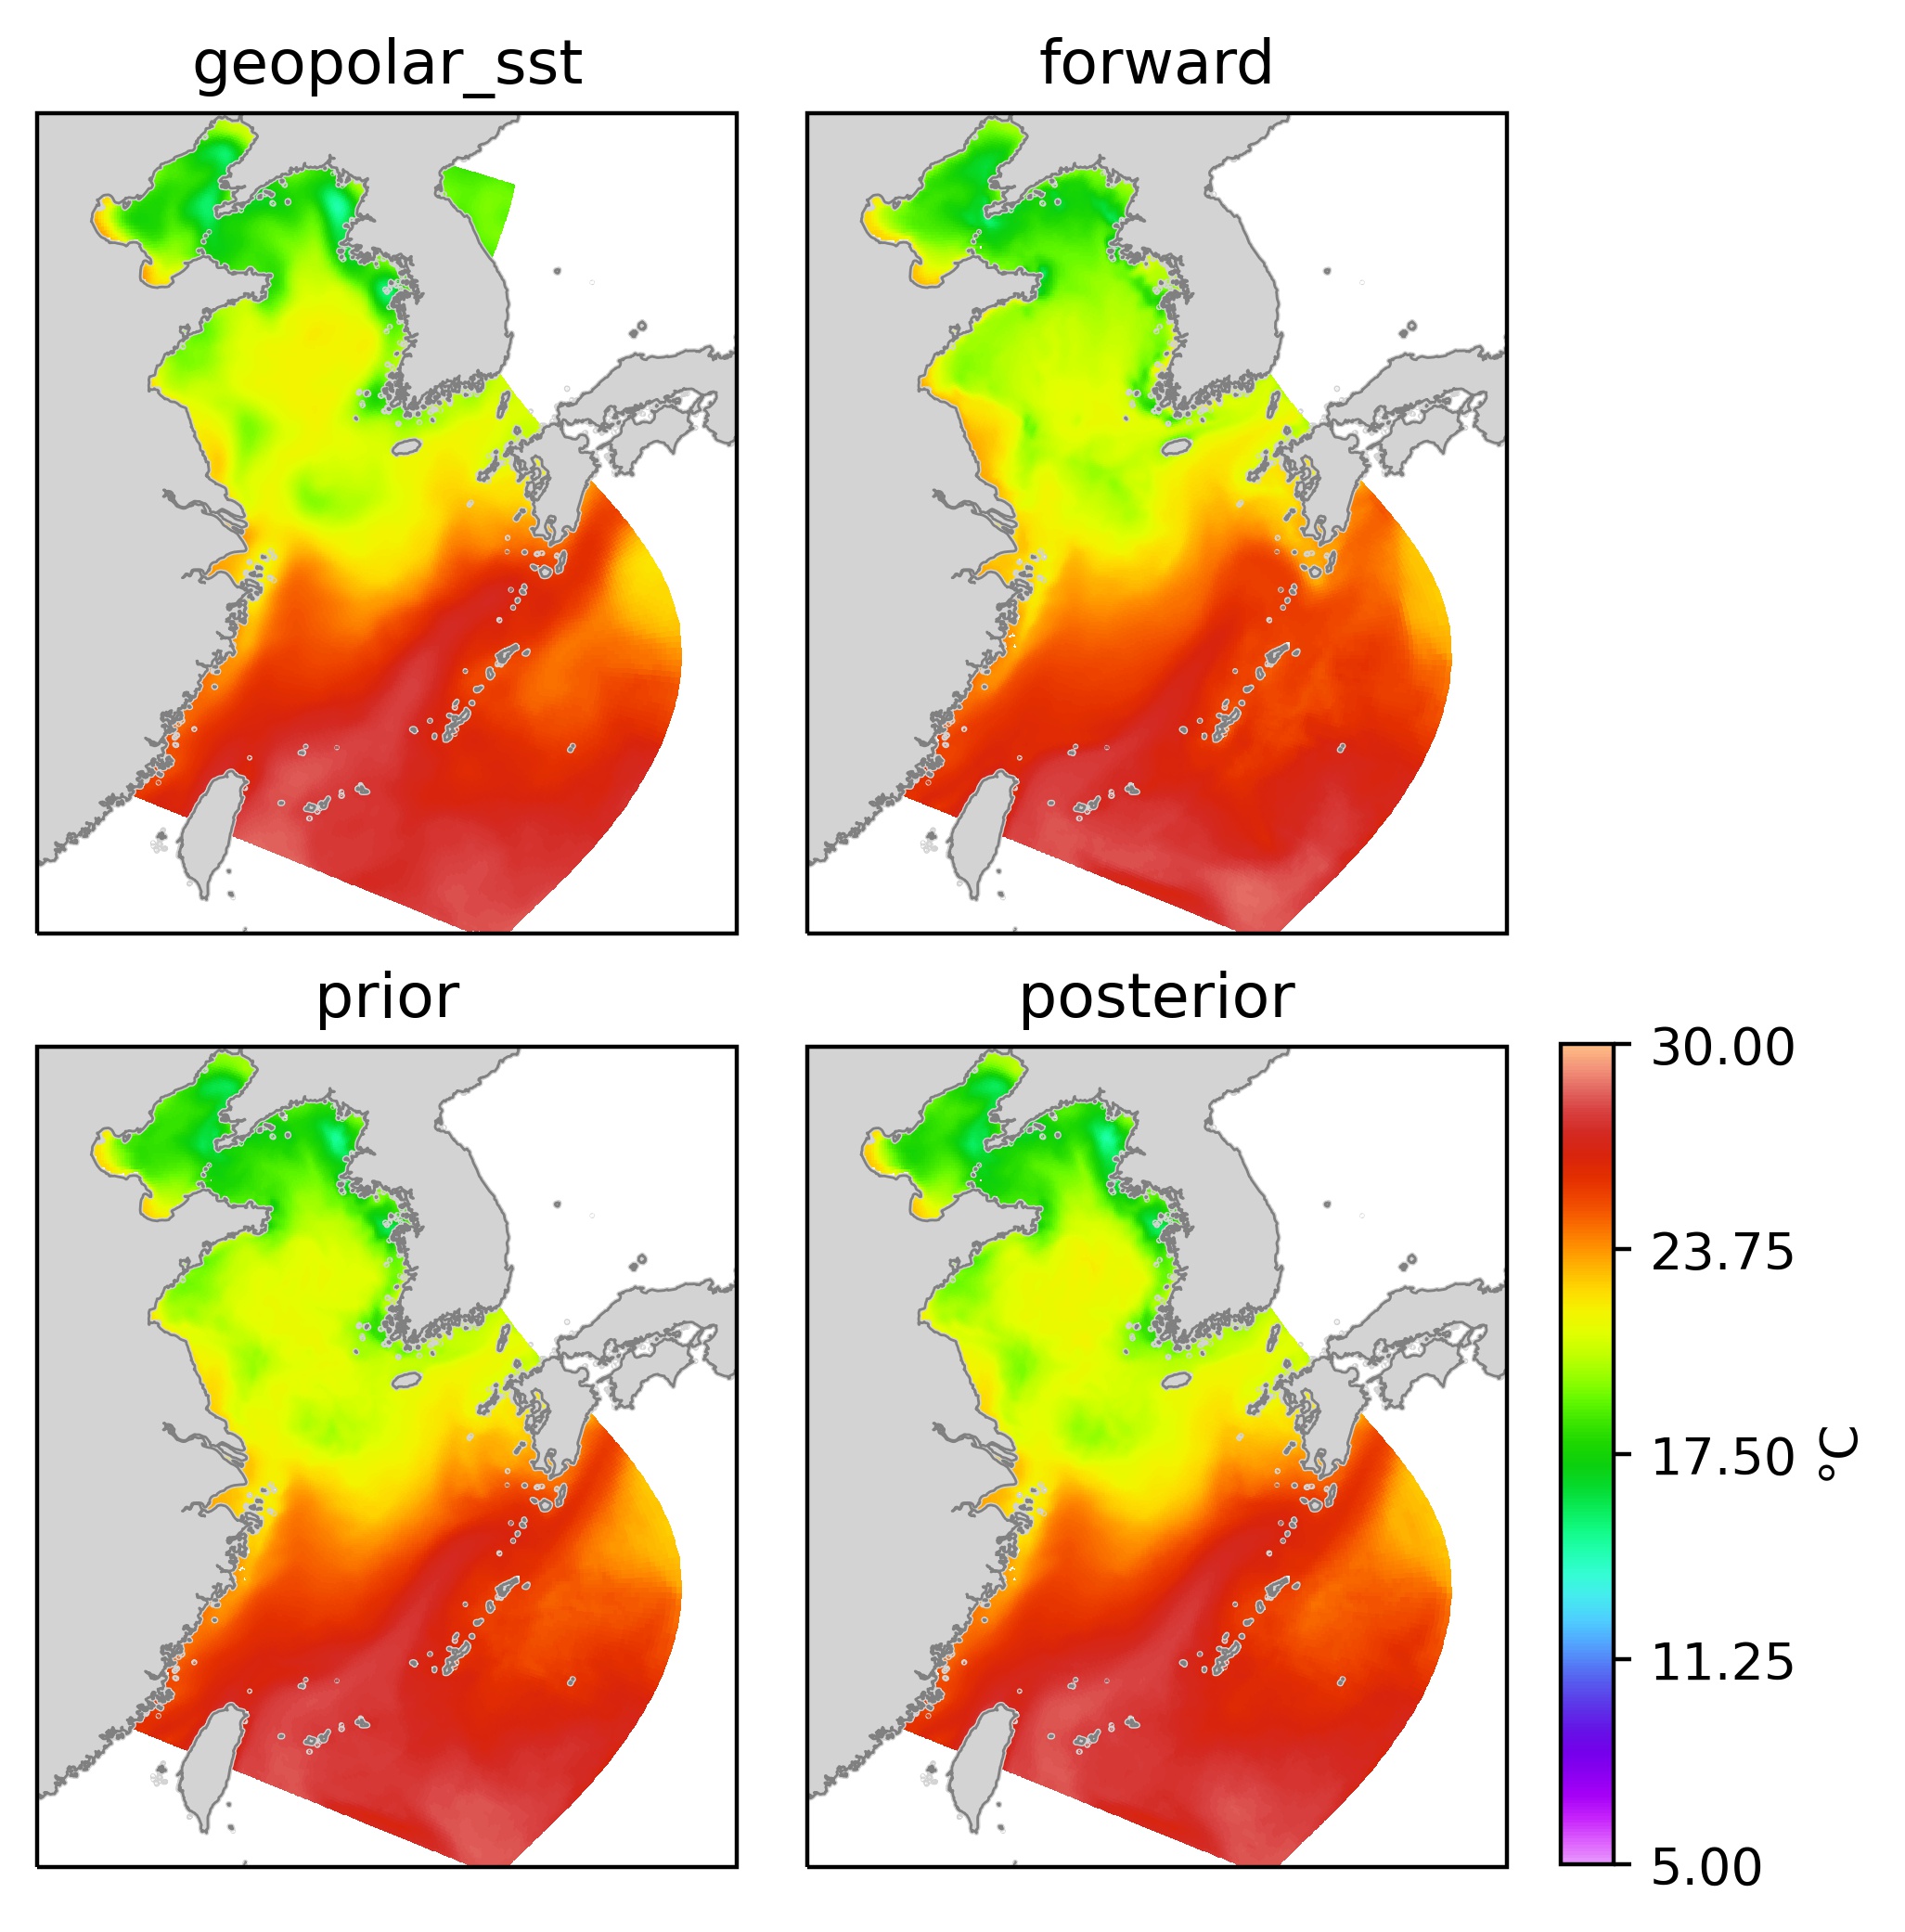 geopolar_sst
forward
prior
posterior
30.00
23.75
17.50
11.25
5.00
°C